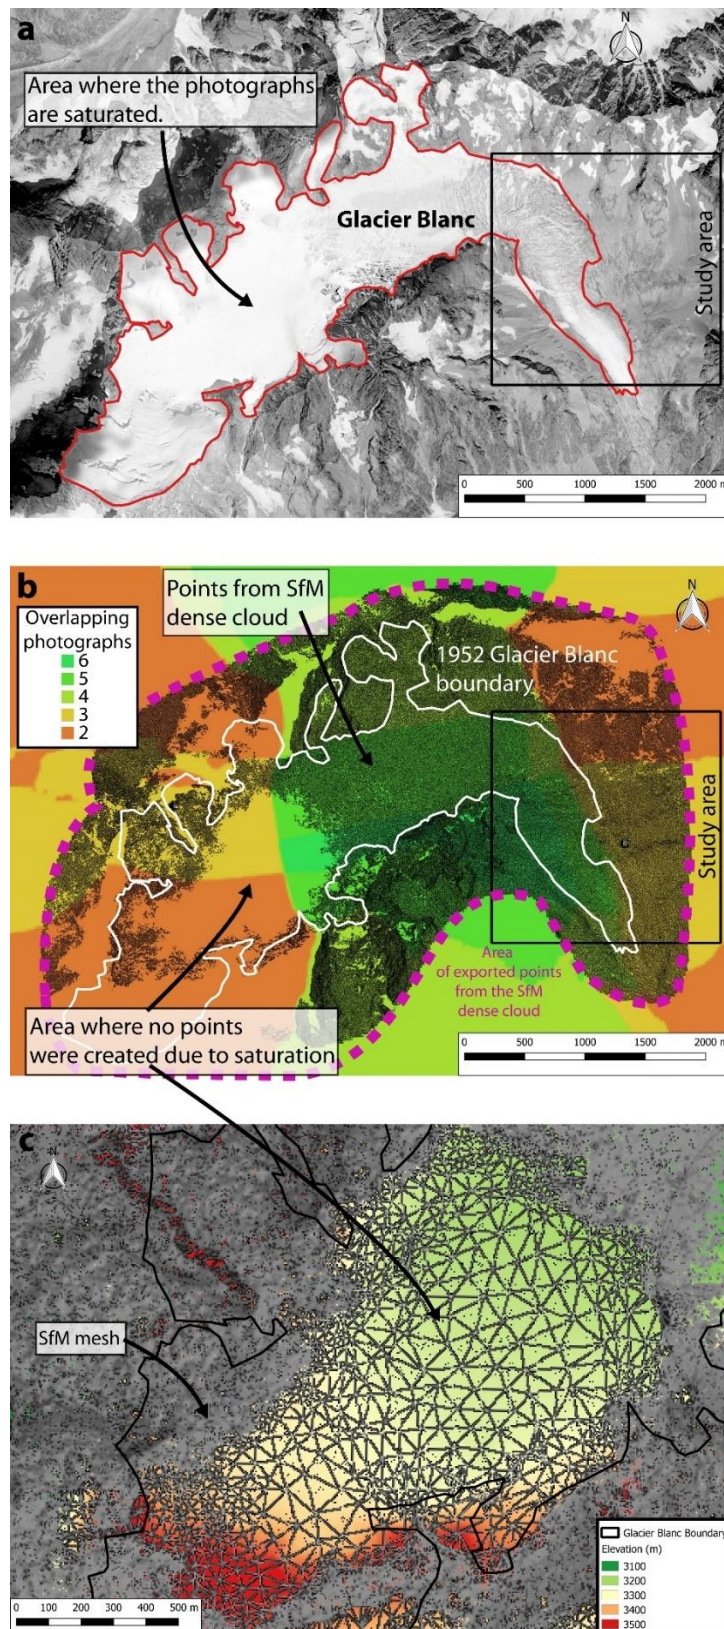 a
N
Area where the photographs
are saturated.
Glacier Blanc
Study area
0 500 1000 1500 2000 m
b
Points from SfM
dense cloud
N
Overlapping
photographs
6
5
4
3
2
1952 Glacier Blanc
boundary
Study area
Area
of exported points
from the SfM
dense cloud
Area where no points
were created due to saturation
0 500 1000 1500 2000 m
c
N
SfM mesh
Glacier Blanc Boundary
Elevation (m)
3100
3200
3300
3400
3500
0 100 200 300 400 500 m